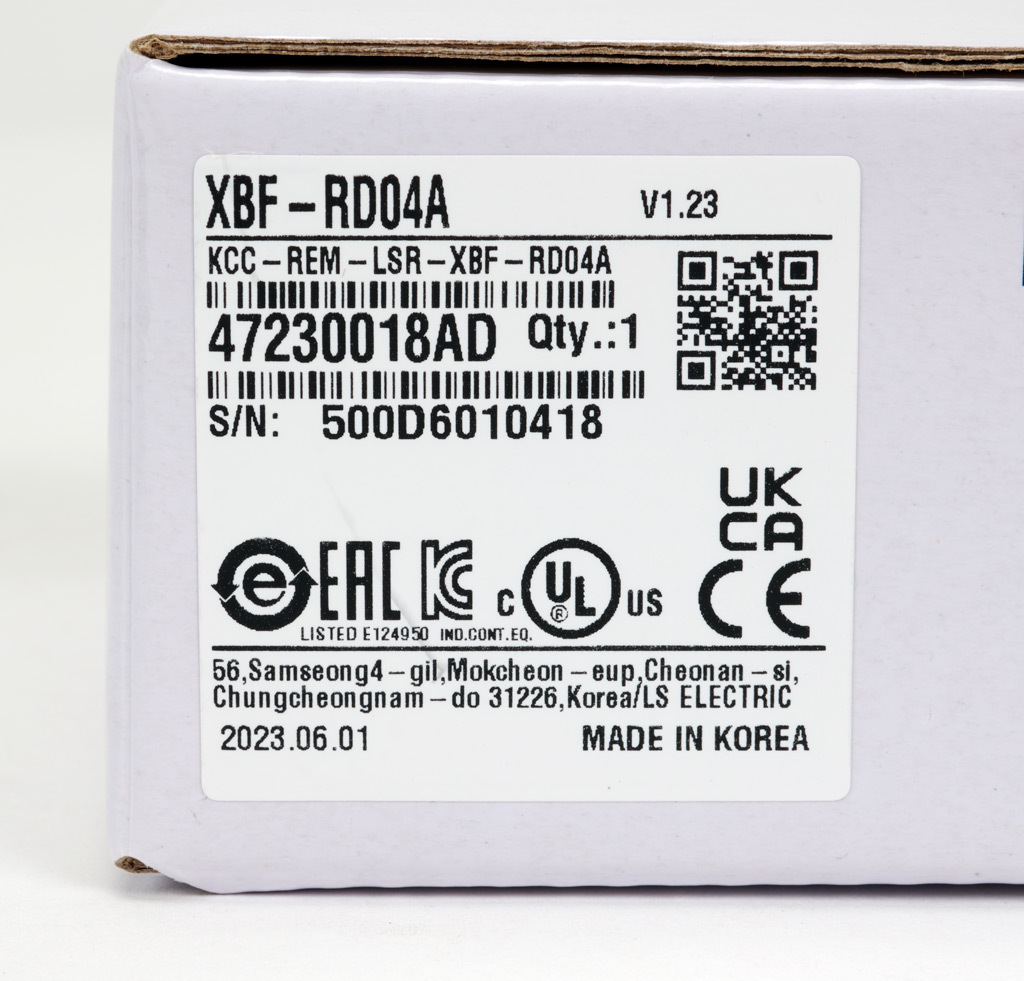 XBF-RD04A V1.23
KCC-REM-LSR-XBF-RD04A
47230018AD Qty.:1
S/N: 500D6010418
UK
CA
e EAC KC c UL ® US CE
LISTED E124950 IND.CONT.EQ.
56,Samseong4-gil,Mokcheon-eup,Cheonan-si,
Chungcheongnam-do 31226,Korea/LS ELECTRIC
2023.06.01 MADE IN KOREA